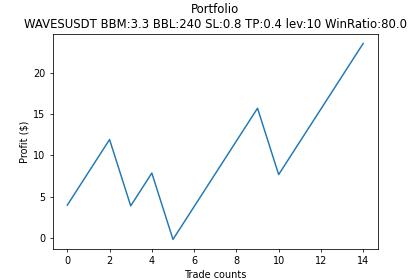 Portfolio
WAVESUSDT BBM:3.3 BBL:240 SL:0.8 TP:0.4 lev:10 WinRatio:80.0
Profit ($)
20
15
10
5
0
0 2 4 6 8 10 12 14
Trade counts